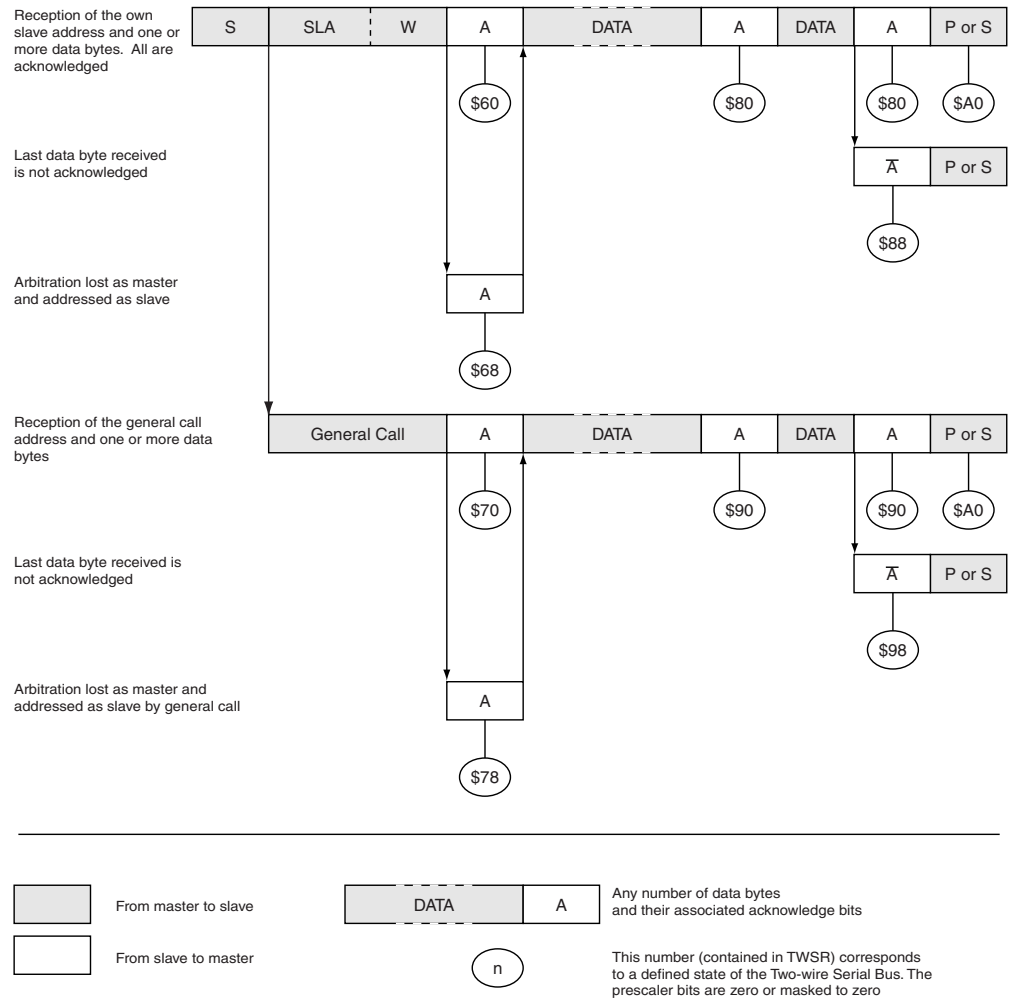 Reception of the own
slave address and one or
more data bytes. All are
acknowledged
S SLA W A DATA A DATA A P or S
$60 $80 $80 $A0
Last data byte received
is not acknowledged
A̅ P or S
$88
Arbitration lost as master
and addressed as slave
A
$68
Reception of the general call
address and one or more data
bytes
General Call A DATA A DATA A P or S
$70 $90 $90 $A0
Last data byte received is
not acknowledged
A̅ P or S
$98
Arbitration lost as master and
addressed as slave by general call
A
$78
From master to slave
DATA A
Any number of data bytes
and their associated acknowledge bits
From slave to master
n
This number (contained in TWSR) corresponds
to a defined state of the Two-wire Serial Bus. The
prescaler bits are zero or masked to zero